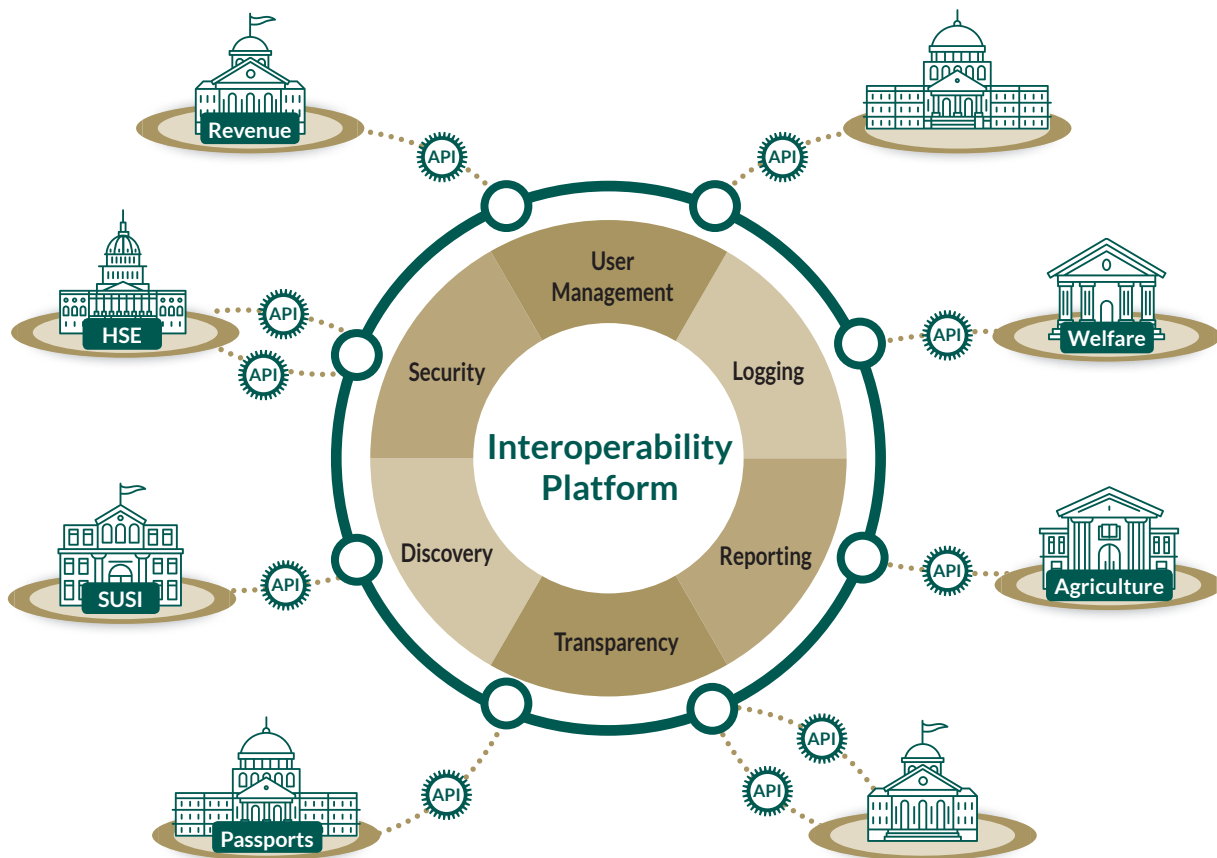 Revenue
API
API
HSE
API
API
API
Welfare
User
Management
Security
Logging
Interoperability
Platform
Discovery
Reporting
Transparency
SUSI
API
API
Agriculture
Passports
API
API
API